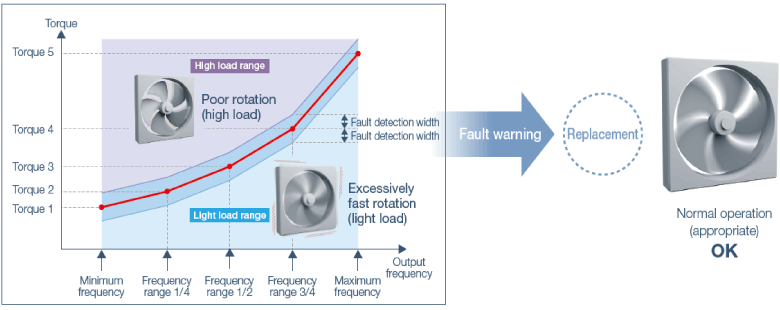 Torque
Torque 5
High load range
Poor rotation
(high load)
Torque 4
Fault detection width
Fault detection width
Torque 3
Torque 2
Torque 1
Excessively
fast rotation
(light load)
Light load range
Output
frequency
Minimum
frequency
Frequency
range 1/4
Frequency
range 1/2
Frequency
range 3/4
Maximum
frequency
Fault warning
Replacement
Normal operation
(appropriate)
OK